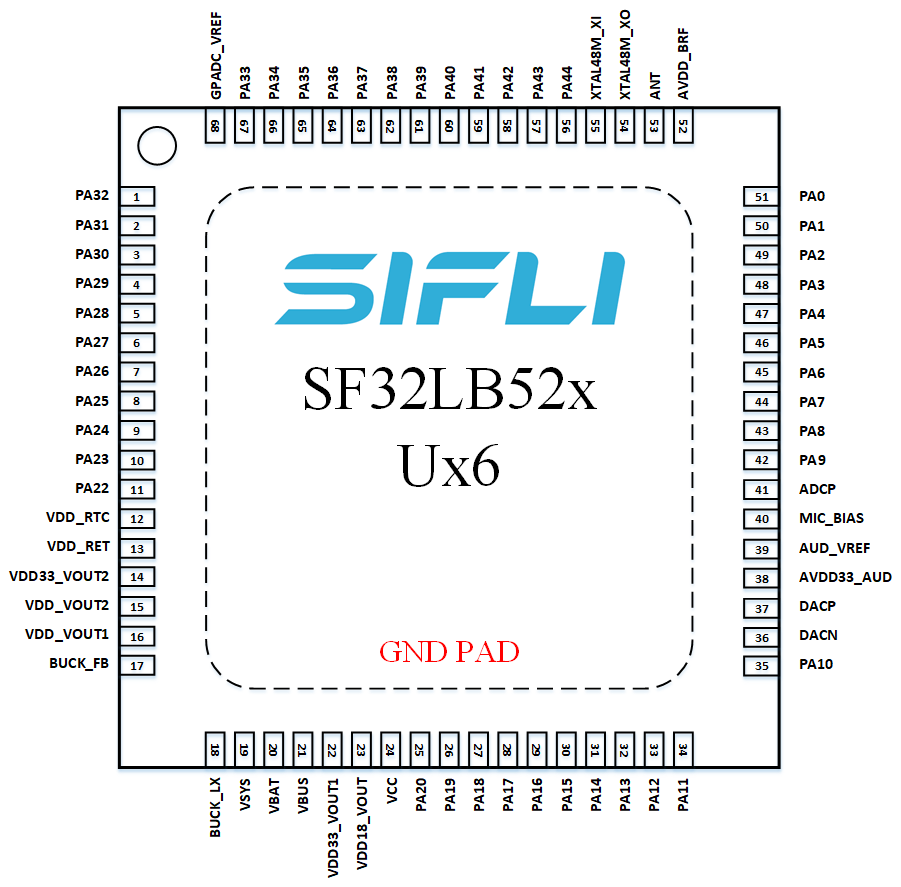 GPADC_VREF
PA33
PA34
PA35
PA36
PA37
PA38
PA39
PA40
PA41
PA42
PA43
PA44
XTAL48M_XI
XTAL48M_XO
ANT
AVDD_BRF
68
67
66
65
64
63
62
61
60
59
58
57
56
55
54
53
52
PA32 1
PA31 2
PA30 3
PA29 4
PA28 5
PA27 6
PA26 7
PA25 8
PA24 9
PA23 10
PA22 11
VDD_RTC 12
VDD_RET 13
VDD33_VOUT2 14
VDD_VOUT2 15
VDD_VOUT1 16
BUCK_FB 17
SIFLI
SF32LB52x
Ux6
GND PAD
51 PA0
50 PA1
49 PA2
48 PA3
47 PA4
46 PA5
45 PA6
44 PA7
43 PA8
42 PA9
41 ADCP
40 MIC_BIAS
39 AUD_VREF
38 AVDD33_AUD
37 DACP
36 DACN
35 PA10
18
19
20
21
22
23
24
25
26
27
28
29
30
31
32
33
34
BUCK_LX
VSYS
VBAT
VBUS
VDD33_VOUT1
VDD18_VOUT
VCC
PA20
PA19
PA18
PA17
PA16
PA15
PA14
PA13
PA12
PA11